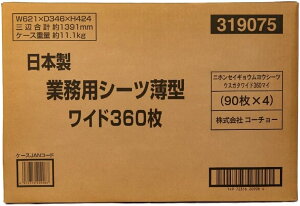 W621×D346×H424
三辺合計 約1391mm
ケース重量 約11.1kg
319075
日本製
業務用シーツ薄型
ワイド360枚
ニホンセイギョウムヨウシーツ
ウスガタワイド360マイ
(90枚×4)
株式会社 コーチョー
ケースJANコード